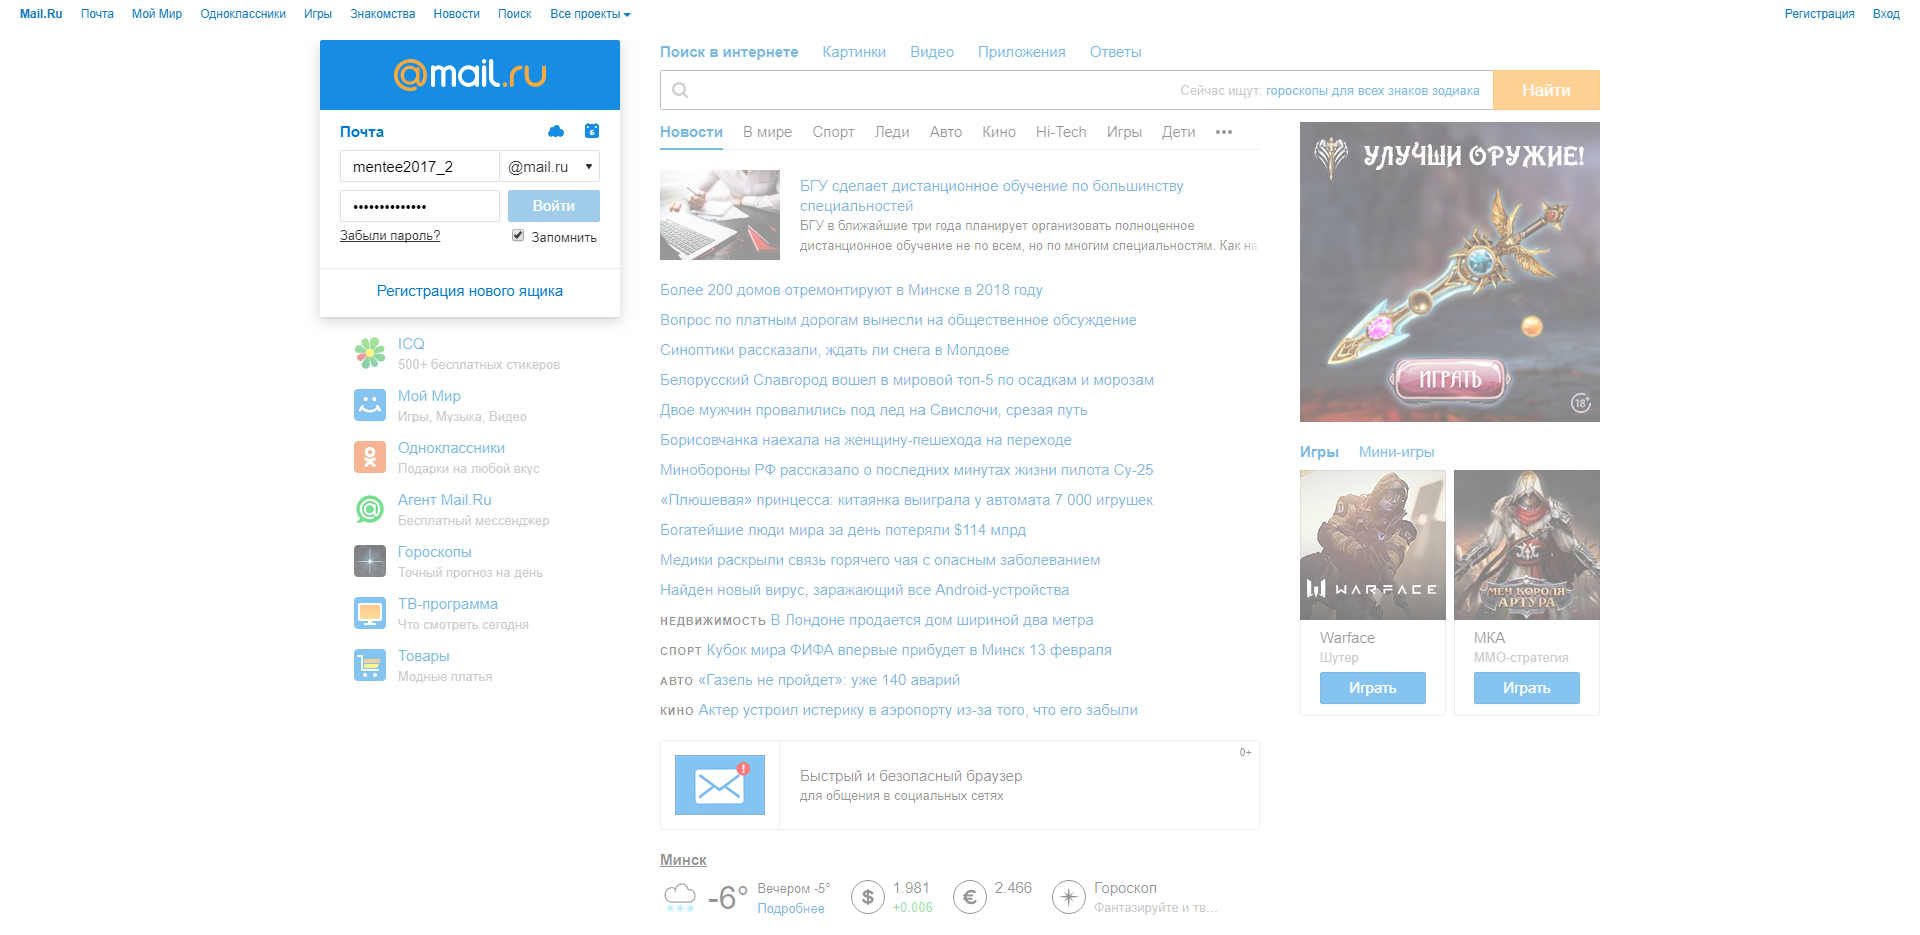 Mail.Ru Почта Мой Мир Одноклассники Игры Знакомства Новости Поиск Все проекты Регистрация Вход
@mail.ru
Почта
6
mentee2017_2 @mail.ru
•••••••••••••• Войти
Забыли пароль? Запомнить
Регистрация нового ящика
ICQ
500+ бесплатных стикеров
Мой Мир
Игры, Музыка, Видео
Одноклассники
Подарки на любой вкус
Агент Mail.Ru
Бесплатный мессенджер
Гороскопы
Точный прогноз на день
ТВ-программа
Что смотреть сегодня
Товары
Модные платья
Поиск в интернете Картинки Видео Приложения Ответы
Сейчас ищут: гороскопы для всех знаков зодиака Найти
Новости В мире Спорт Леди Авто Кино Hi-Tech Игры Дети •••
БГУ сделает дистанционное обучение по большинству
специальностей
БГУ в ближайшие три года планирует организовать полноценное
дистанционное обучение не по всем, но по многим специальностям. Как на
Более 200 домов отремонтируют в Минске в 2018 году
Вопрос по платным дорогам вынесли на общественное обсуждение
Синоптики рассказали, ждать ли снега в Молдове
Белорусский Славгород вошел в мировой топ-5 по осадкам и морозам
Двое мужчин провалились под лед на Свислочи, срезая путь
Борисовчанка наехала на женщину-пешехода на переходе
Минобороны РФ рассказало о последних минутах жизни пилота Су-25
«Плюшевая» принцесса: китаянка выиграла у автомата 7 000 игрушек
Богатейшие люди мира за день потеряли $114 млрд
Медики раскрыли связь горячего чая с опасным заболеванием
Найден новый вирус, заражающий все Android-устройства
НЕДВИЖИМОСТЬ В Лондоне продается дом шириной два метра
СПОРТ Кубок мира ФИФА впервые прибудет в Минск 13 февраля
АВТО «Газель не пройдет»: уже 140 аварий
КИНО Актер устроил истерику в аэропорту из-за того, что его забыли
0+
Быстрый и безопасный браузер
для общения в социальных сетях
Минск
-6° Вечером -5° $ 1.981 € 2.466 Гороскоп
Подробнее +0.006 Фантазируйте и тв...
УЛУЧШИ ОРУЖИЕ!
ИГРАТЬ
18+
Игры Мини-игры
WARFACE
МЕЧ КОРОЛЯ
АРТУРА
Warface МКА
Шутер ММО-стратегия
Играть Играть